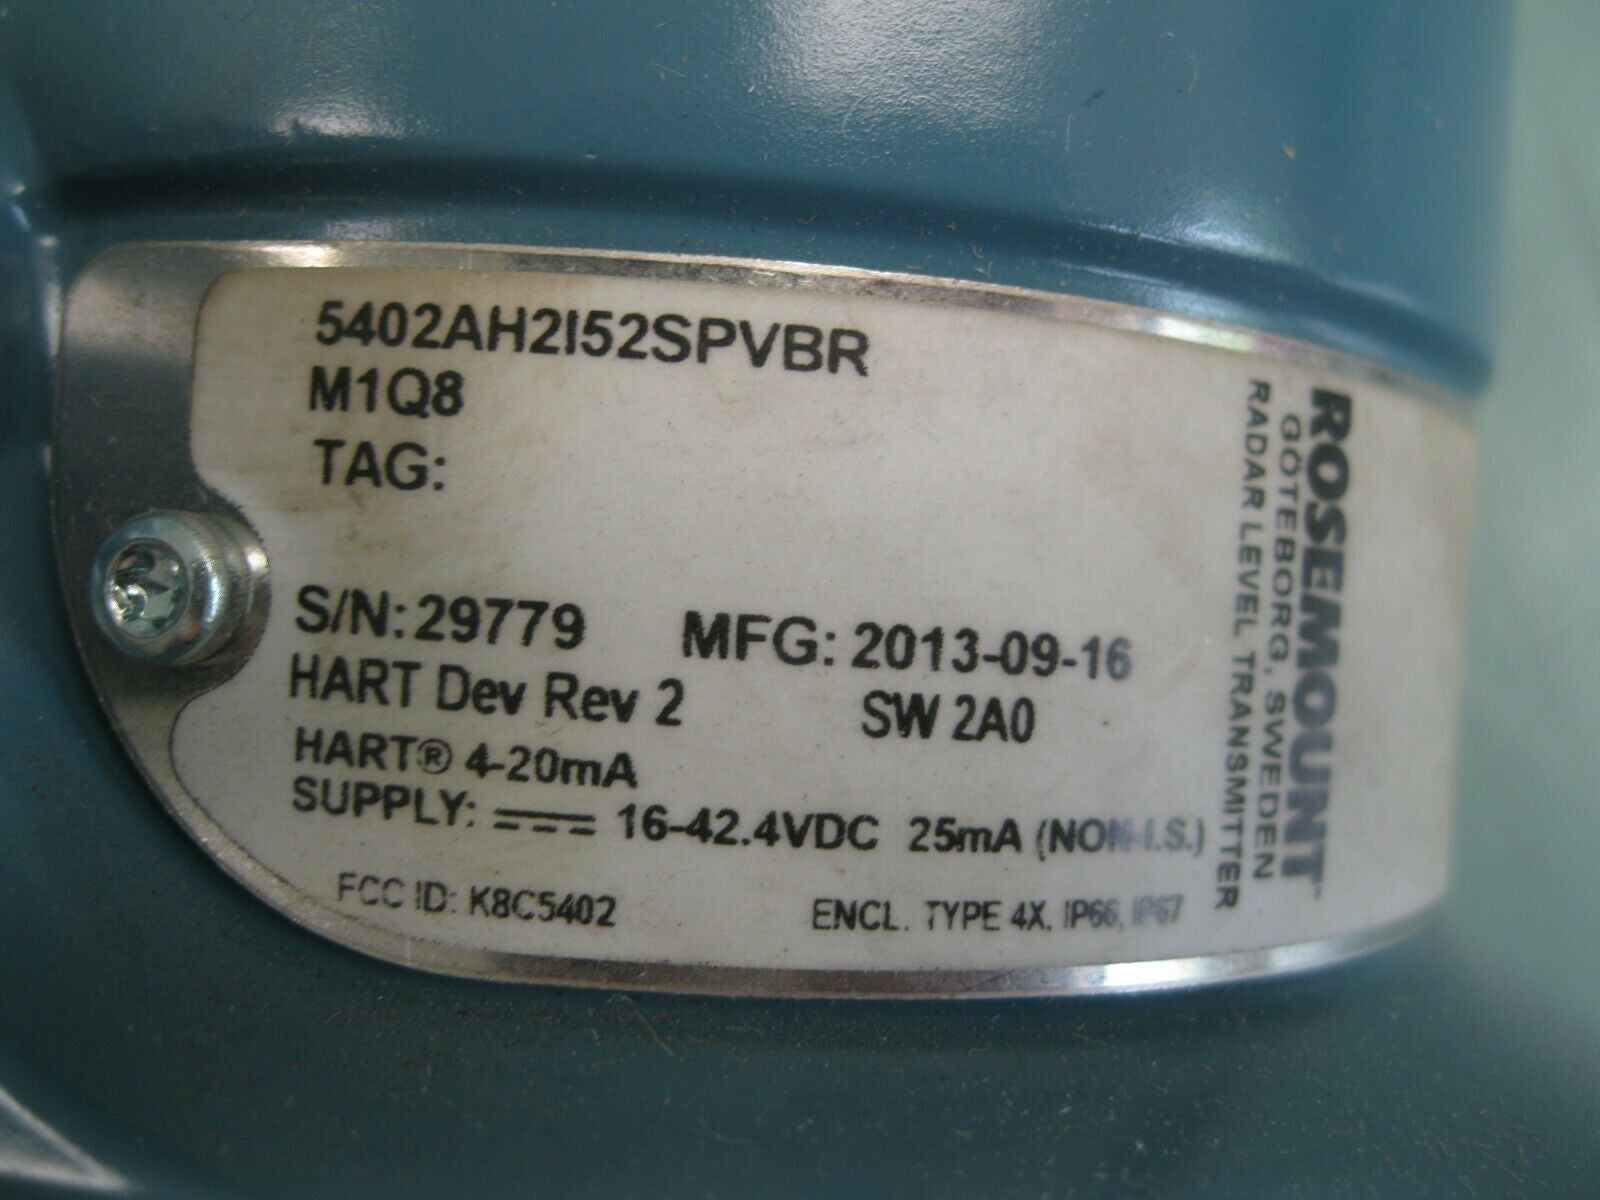 5402AH2I52SPVBR
M1Q8
TAG:
S/N: 29779 MFG: 2013-09-16
HART Dev Rev 2 SW 2A0
HART® 4-20mA
SUPPLY: ⎓ 16-42.4VDC 25mA (NON-I.S.)
FCC ID: K8C5402 ENCL. TYPE 4X, IP66, IP67
ROSEMOUNT™
GÖTEBORG, SWEDEN
RADAR LEVEL TRANSMITTER